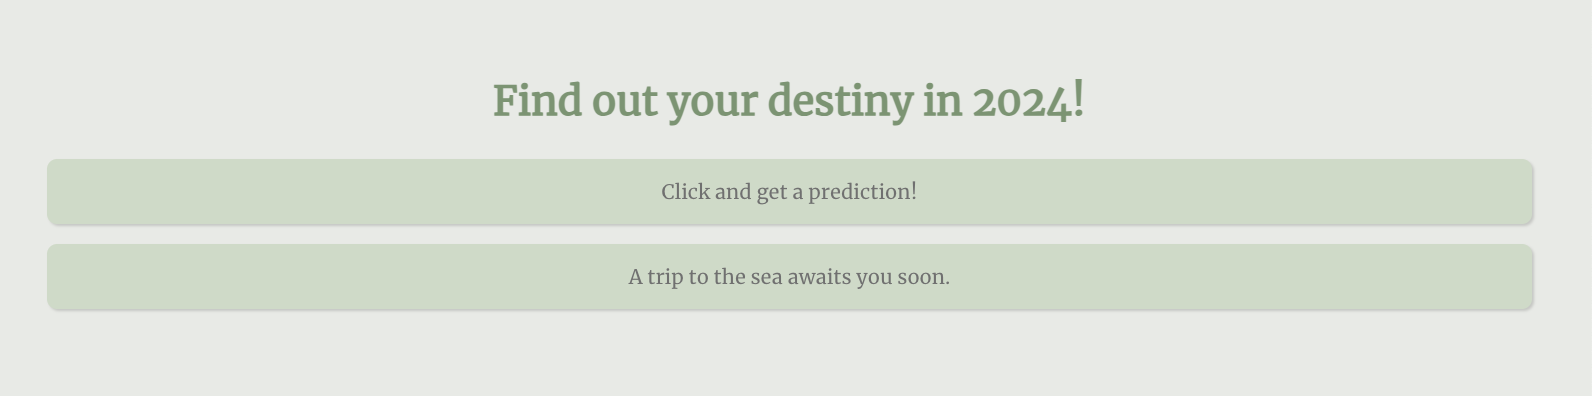 Find out your destiny in 2024!
Click and get a prediction!
A trip to the sea awaits you soon.